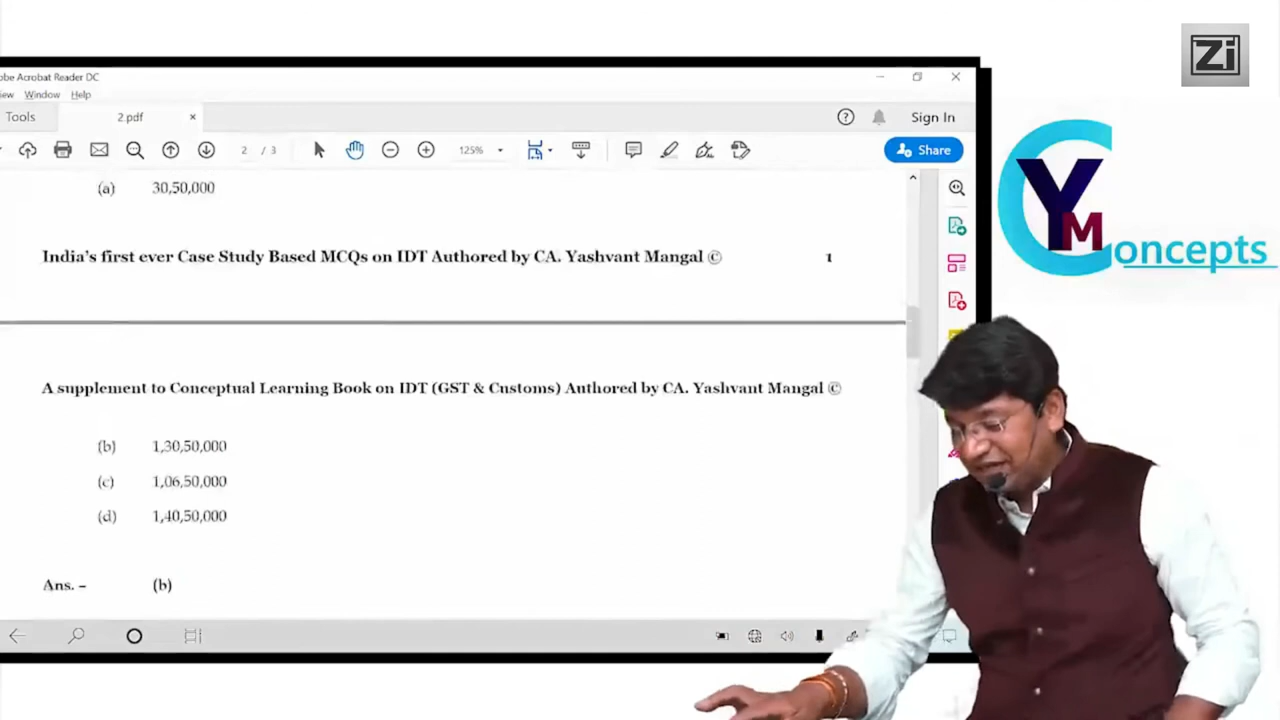 Zi
obe Acrobat Reader DC
iew Window Help
Tools 2.pdf × Sign In
2 / 3 125% Share
(a) 30,50,000
India's first ever Case Study Based MCQs on IDT Authored by CA. Yashvant Mangal © 1
A supplement to Conceptual Learning Book on IDT (GST & Customs) Authored by CA. Yashvant Mangal ©
(b) 1,30,50,000
(c) 1,06,50,000
(d) 1,40,50,000
Ans. – (b)
YM Concepts